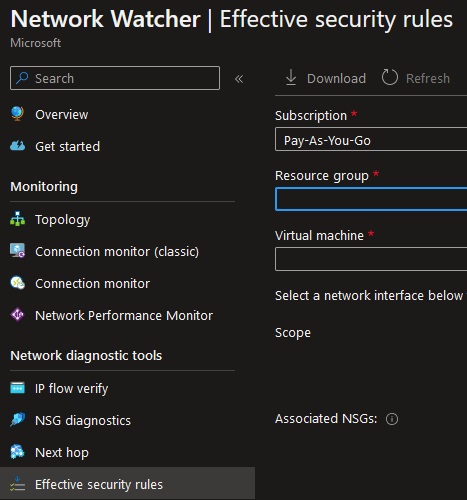 Network Watcher | Effective security rules
Microsoft
Search
«
Overview
Get started
Monitoring
Topology
Connection monitor (classic)
Connection monitor
Network Performance Monitor
Network diagnostic tools
IP flow verify
NSG diagnostics
Next hop
Effective security rules
Download Refresh
Subscription *
Pay-As-You-Go
Resource group *
Virtual machine *
Select a network interface below
Scope
Associated NSGs: